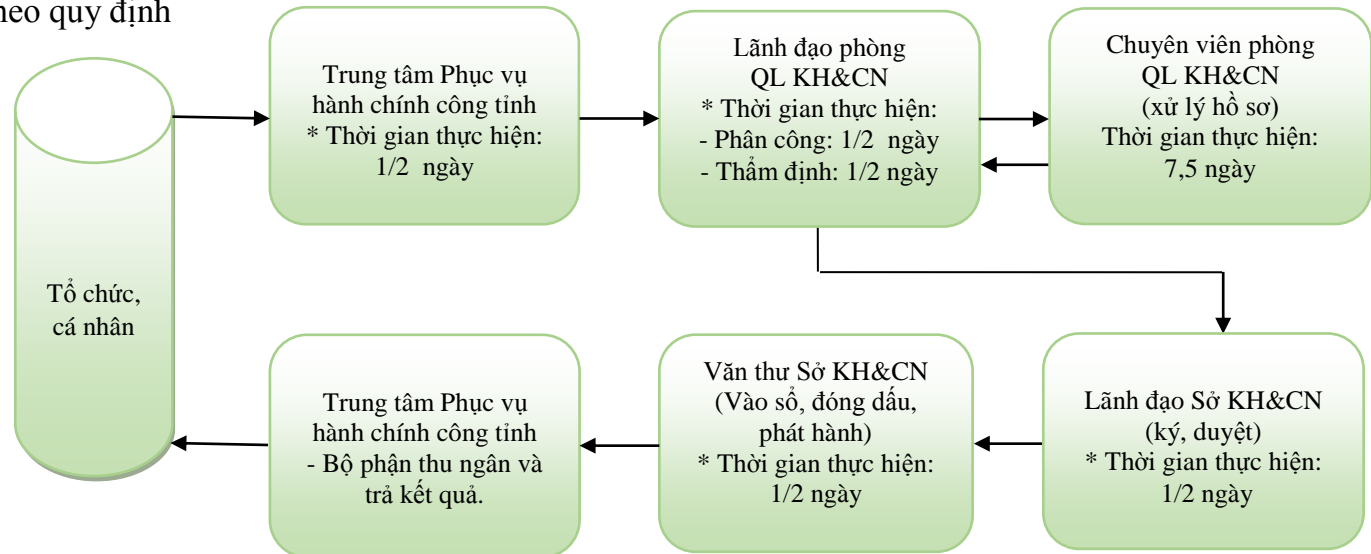 heo quy định
Tổ chức,
cá nhân
Trung tâm Phục vụ
hành chính công tỉnh
* Thời gian thực hiện:
1/2 ngày
Lãnh đạo phòng
QL KH&CN
* Thời gian thực hiện:
- Phân công: 1/2 ngày
- Thẩm định: 1/2 ngày
Chuyên viên phòng
QL KH&CN
(xử lý hồ sơ)
Thời gian thực hiện:
7,5 ngày
Lãnh đạo Sở KH&CN
(ký, duyệt)
* Thời gian thực hiện:
1/2 ngày
Văn thư Sở KH&CN
(Vào sổ, đóng dấu,
phát hành)
* Thời gian thực hiện:
1/2 ngày
Trung tâm Phục vụ
hành chính công tỉnh
- Bộ phận thu ngân và
trả kết quả.